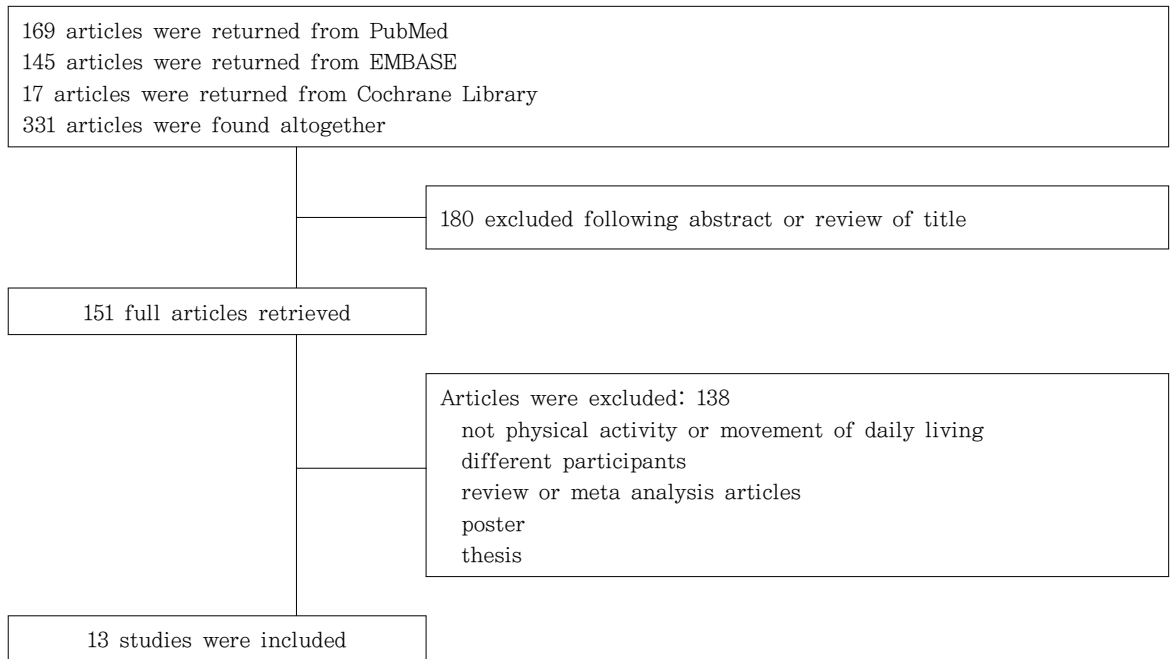 169 articles were returned from PubMed
145 articles were returned from EMBASE
17 articles were returned from Cochrane Library
331 articles were found altogether
180 excluded following abstract or review of title
151 full articles retrieved
Articles were excluded: 138
not physical activity or movement of daily living
different participants
review or meta analysis articles
poster
thesis
13 studies were included